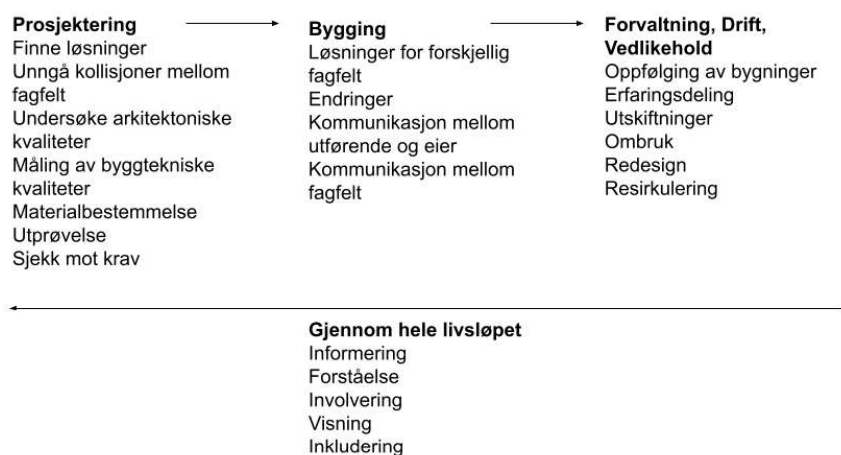 Prosjektering
Finne løsninger
Unngå kollisjoner mellom
fagfelt
Undersøke arkitektoniske
kvaliteter
Måling av byggtekniske
kvaliteter
Materialbestemmelse
Utprøvelse
Sjekk mot krav
Bygging
Løsninger for forskjellig
fagfelt
Endringer
Kommunikasjon mellom
utførende og eier
Kommunikasjon mellom
fagfelt
Forvaltning, Drift,
Vedlikehold
Oppfølging av bygninger
Erfaringsdeling
Utskiftninger
Ombruk
Redesign
Resirkulering
Gjennom hele livsløpet
Informering
Forståelse
Involvering
Visning
Inkludering